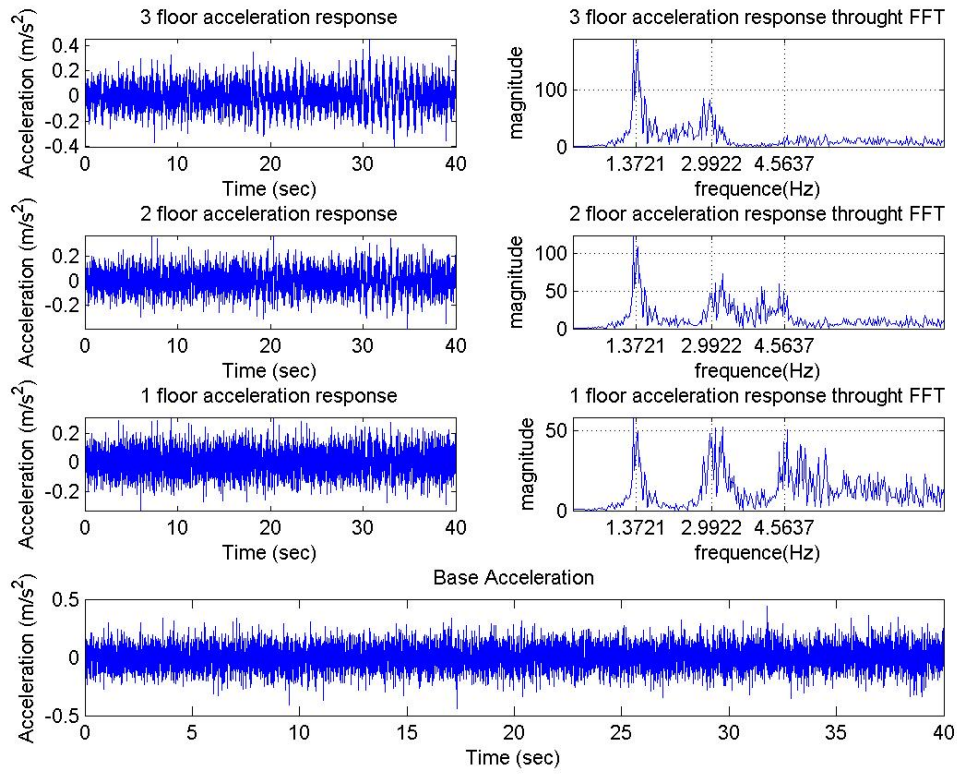 3 floor acceleration response
Acceleration (m/s²)
0.4
0.2
0
-0.2
-0.4
0 10 20 30 40
Time (sec)
3 floor acceleration response throught FFT
magnitude
100
0
1.3721 2.9922 4.5637
frequence(Hz)
2 floor acceleration response
Acceleration (m/s²)
0.2
0
-0.2
0 10 20 30 40
Time (sec)
2 floor acceleration response throught FFT
magnitude
100
50
0
1.3721 2.9922 4.5637
frequence(Hz)
1 floor acceleration response
Acceleration (m/s²)
0.2
0
-0.2
0 10 20 30 40
Time (sec)
1 floor acceleration response throught FFT
magnitude
50
0
1.3721 2.9922 4.5637
frequence(Hz)
Base Acceleration
Acceleration (m/s²)
0.5
0
-0.5
0 5 10 15 20 25 30 35 40
Time (sec)